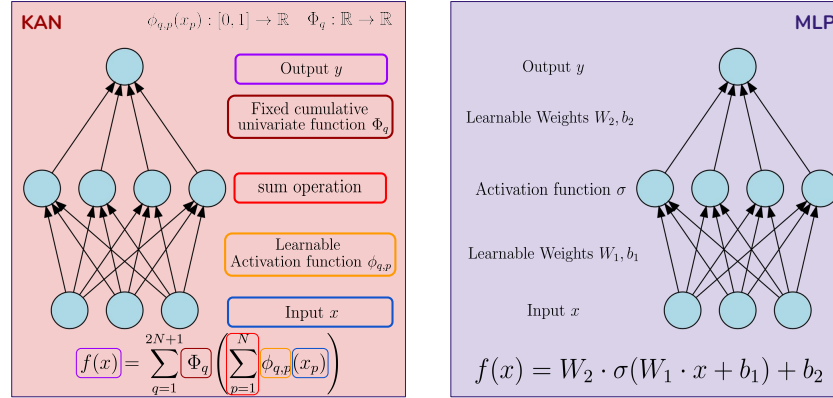 KAN
ϕ_{q,p}(x_p) : [0, 1] → ℝ   Φ_q : ℝ → ℝ
Output y
Fixed cumulative
univariate function Φ_q
sum operation
Learnable
Activation function ϕ_{q,p}
Input x
f(x) = ∑_{q=1}^{2N+1} Φ_q ( ∑_{p=1}^{N} ϕ_{q,p}(x_p) )
MLP
Output y
Learnable Weights W_2, b_2
Activation function σ
Learnable Weights W_1, b_1
Input x
f(x) = W_2 · σ(W_1 · x + b_1) + b_2